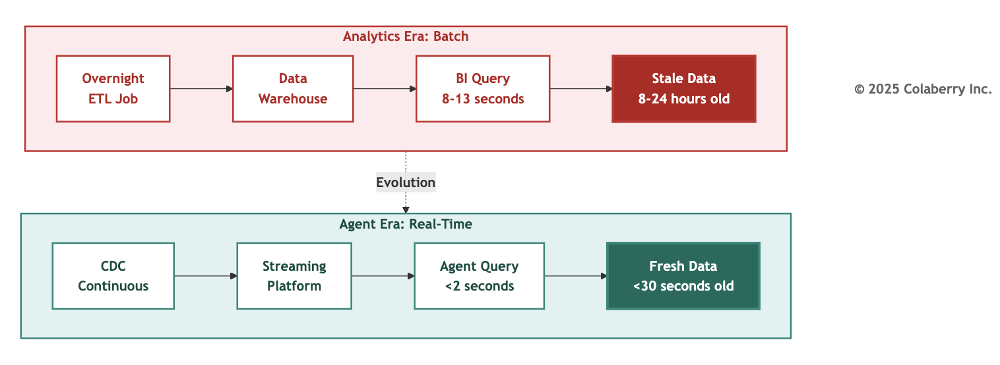 Analytics Era: Batch
Overnight
ETL Job
Data
Warehouse
BI Query
8-13 seconds
Stale Data
8-24 hours old
© 2025 Colaberry Inc.
Evolution
Agent Era: Real-Time
CDC
Continuous
Streaming
Platform
Agent Query
<2 seconds
Fresh Data
<30 seconds old